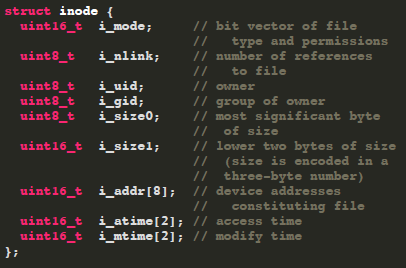 struct inode {
uint16_t i_mode; // bit vector of file
// type and permissions
uint8_t i_nlink; // number of references
// to file
uint8_t i_uid; // owner
uint8_t i_gid; // group of owner
uint8_t i_size0; // most significant byte
// of size
uint16_t i_size1; // lower two bytes of size
// (size is encoded in a
// three-byte number)
uint16_t i_addr[8]; // device addresses
// constituting file
uint16_t i_atime[2]; // access time
uint16_t i_mtime[2]; // modify time
};